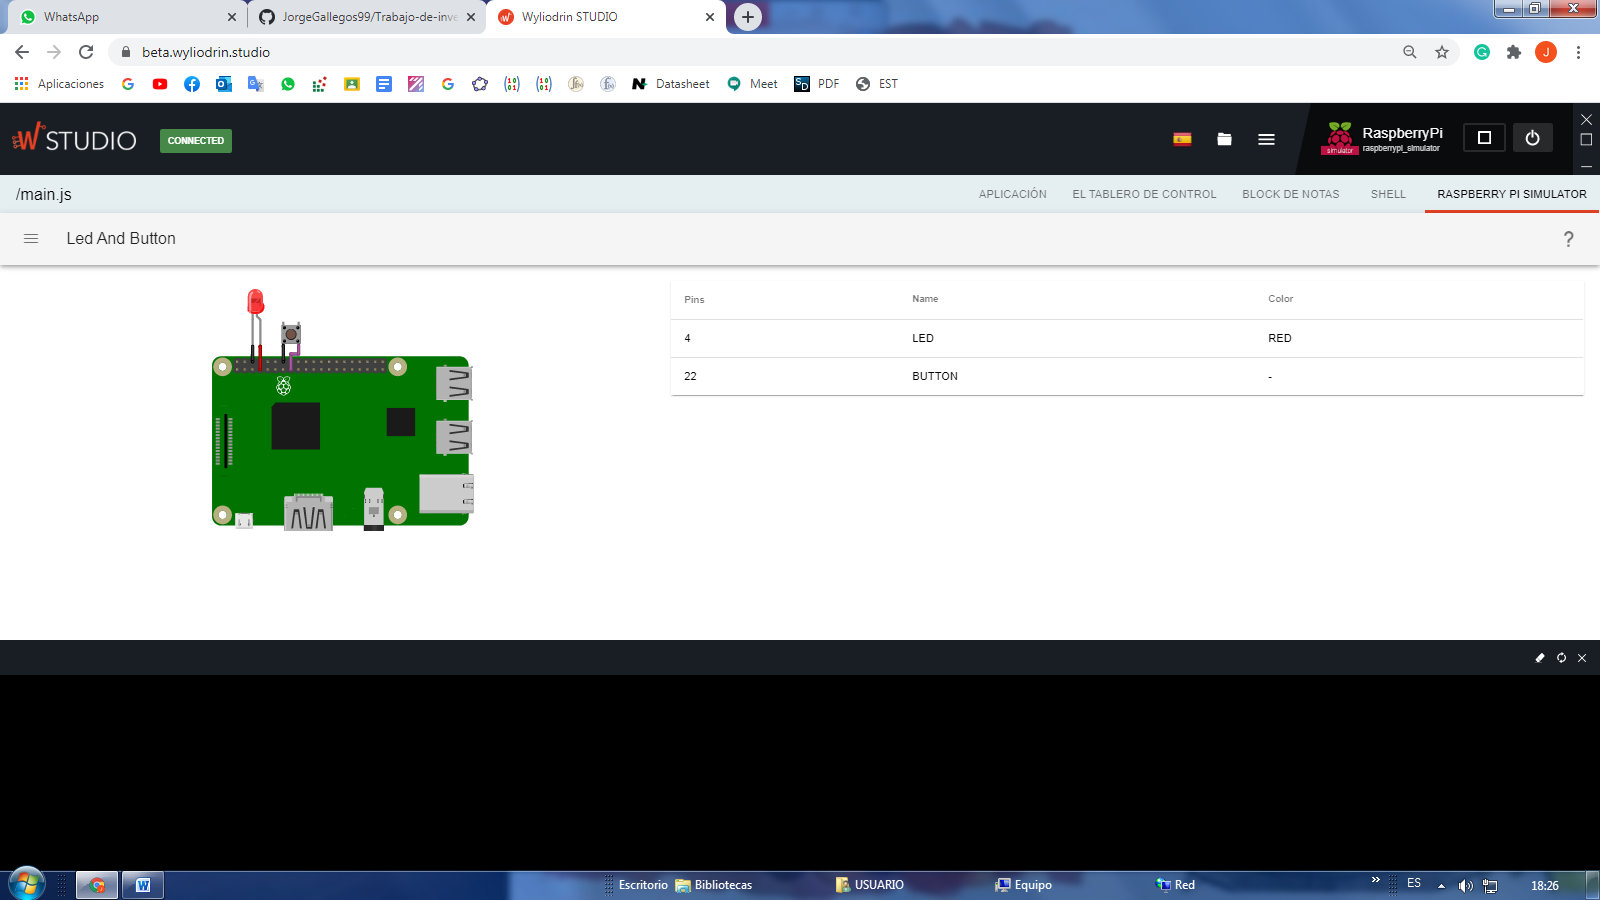 WhatsApp
JorgeGallegos99/Trabajo-de-inve
Wyliodrin STUDIO
beta.wyliodrin.studio
J
Aplicaciones
Datasheet
Meet
PDF
EST
STUDIO
CONNECTED
simulator
RaspberryPi
raspberrypi_simulator
/main.js
APLICACIÓN
EL TABLERO DE CONTROL
BLOCK DE NOTAS
SHELL
RASPBERRY PI SIMULATOR
Led And Button
?
Pins Name Color
4 LED RED
22 BUTTON -
Escritorio
Bibliotecas
USUARIO
Equipo
Red
ES
18:26